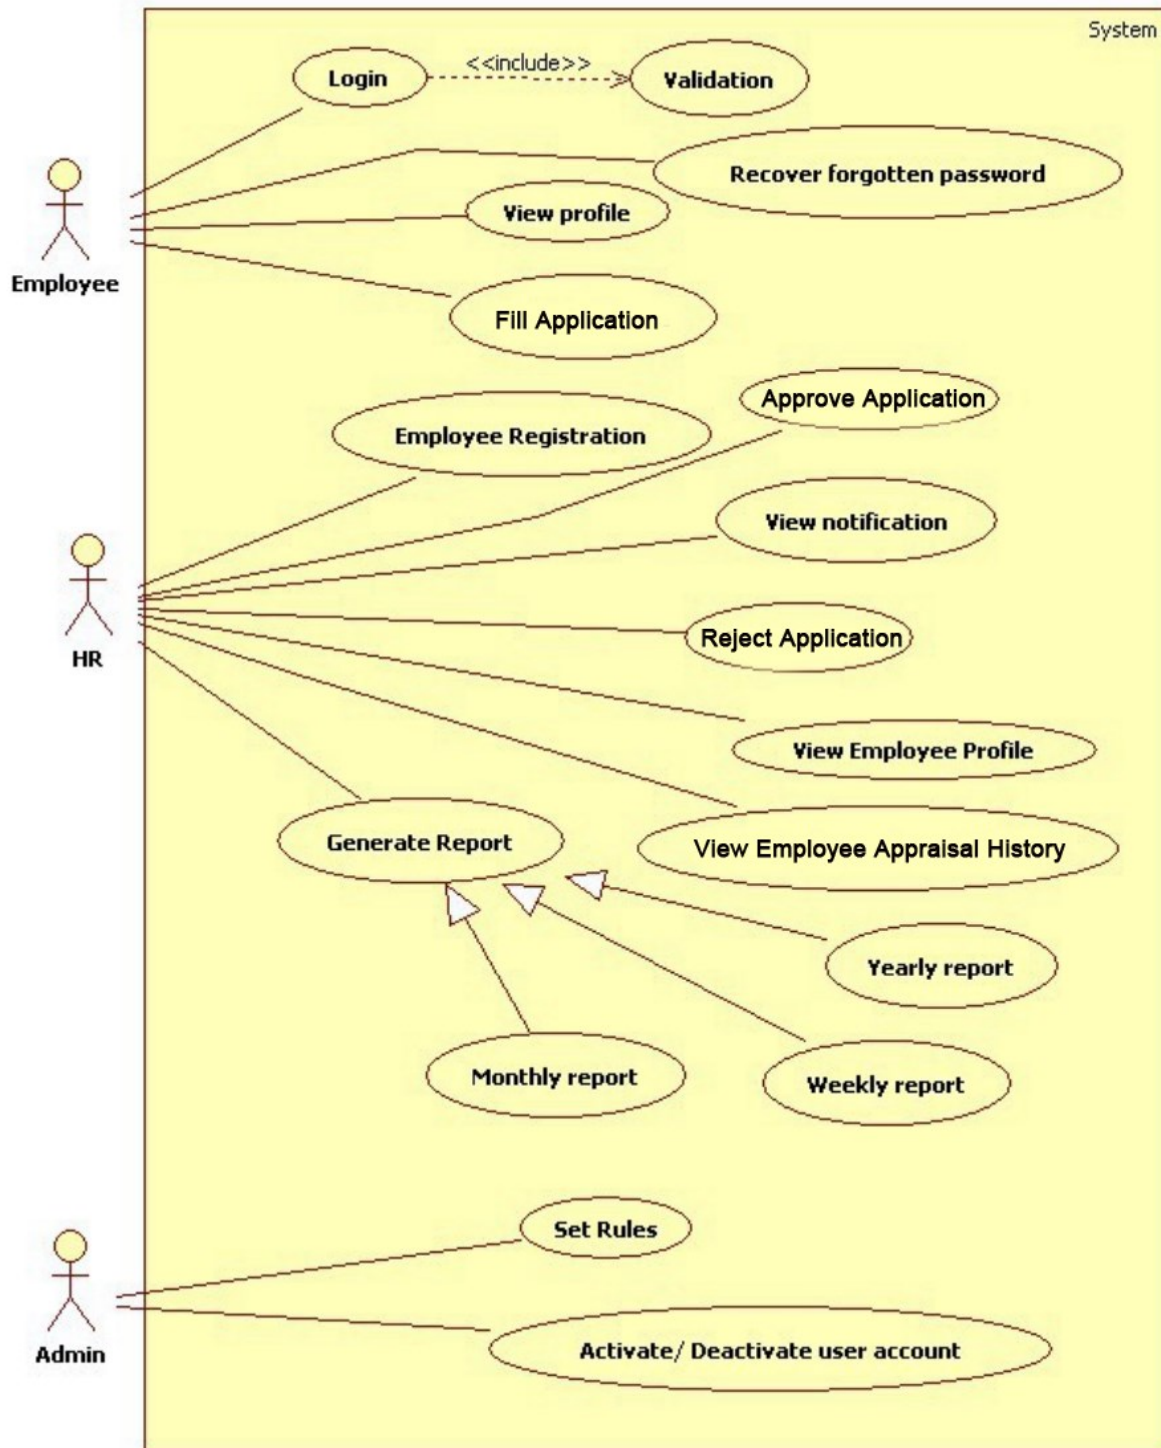 System
Login
<<include>>
Validation
Recover forgotten password
View profile
Employee
Fill Application
Approve Application
Employee Registration
View notification
Reject Application
HR
View Employee Profile
Generate Report
View Employee Appraisal History
Yearly report
Monthly report
Weekly report
Set Rules
Admin
Activate/ Deactivate user account